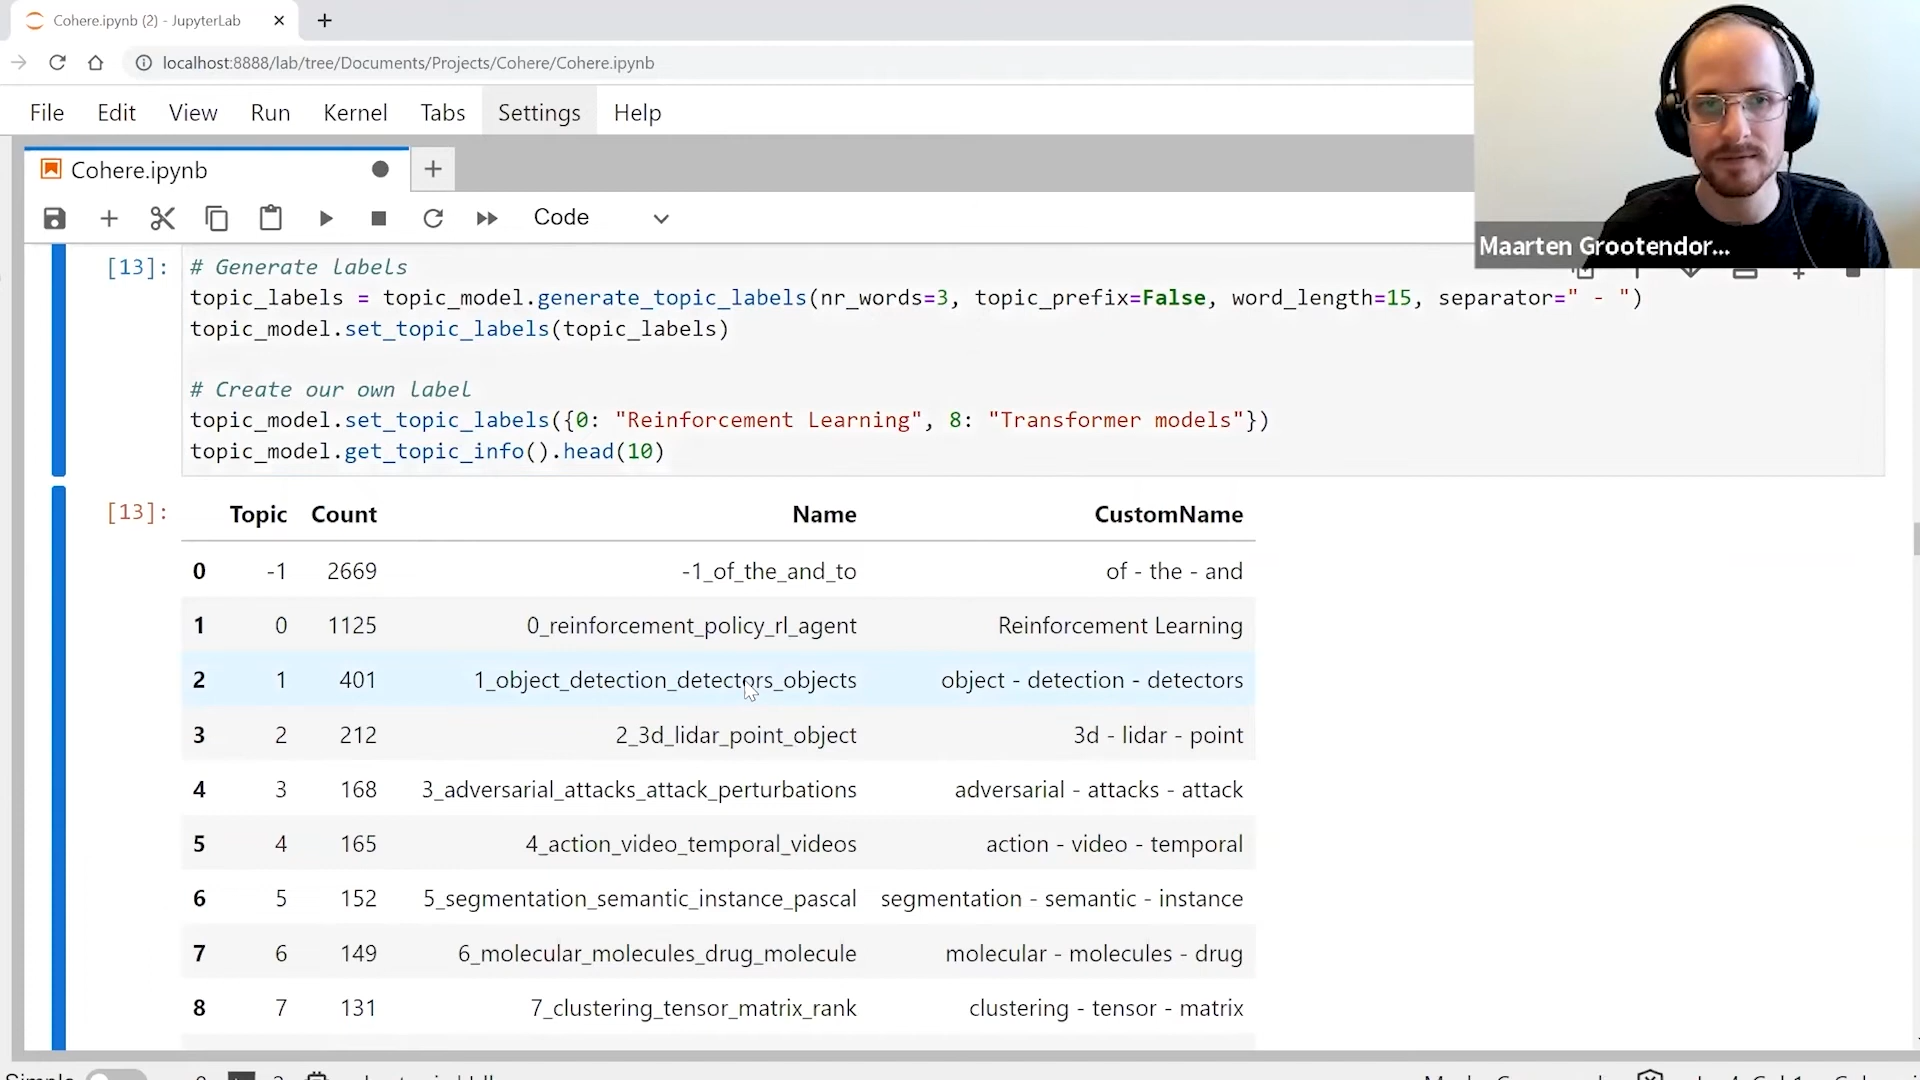 Cohere.ipynb (2) - JupyterLab
localhost:8888/lab/tree/Documents/Projects/Cohere/Cohere.ipynb
File Edit View Run Kernel Tabs Settings Help
Maarten Grootendor...
Cohere.ipynb
Code
[13]:
# Generate labels
topic_labels = topic_model.generate_topic_labels(nr_words=3, topic_prefix=False, word_length=15, separator=" - ")
topic_model.set_topic_labels(topic_labels)
# Create our own label
topic_model.set_topic_labels({0: "Reinforcement Learning", 8: "Transformer models"})
topic_model.get_topic_info().head(10)
[13]:
Topic Count Name CustomName
0 -1 2669 -1_of_the_and_to of - the - and
1 0 1125 0_reinforcement_policy_rl_agent Reinforcement Learning
2 1 401 1_object_detection_detectors_objects object - detection - detectors
3 2 212 2_3d_lidar_point_object 3d - lidar - point
4 3 168 3_adversarial_attacks_attack_perturbations adversarial - attacks - attack
5 4 165 4_action_video_temporal_videos action - video - temporal
6 5 152 5_segmentation_semantic_instance_pascal segmentation - semantic - instance
7 6 149 6_molecular_molecules_drug_molecule molecular - molecules - drug
8 7 131 7_clustering_tensor_matrix_rank clustering - tensor - matrix